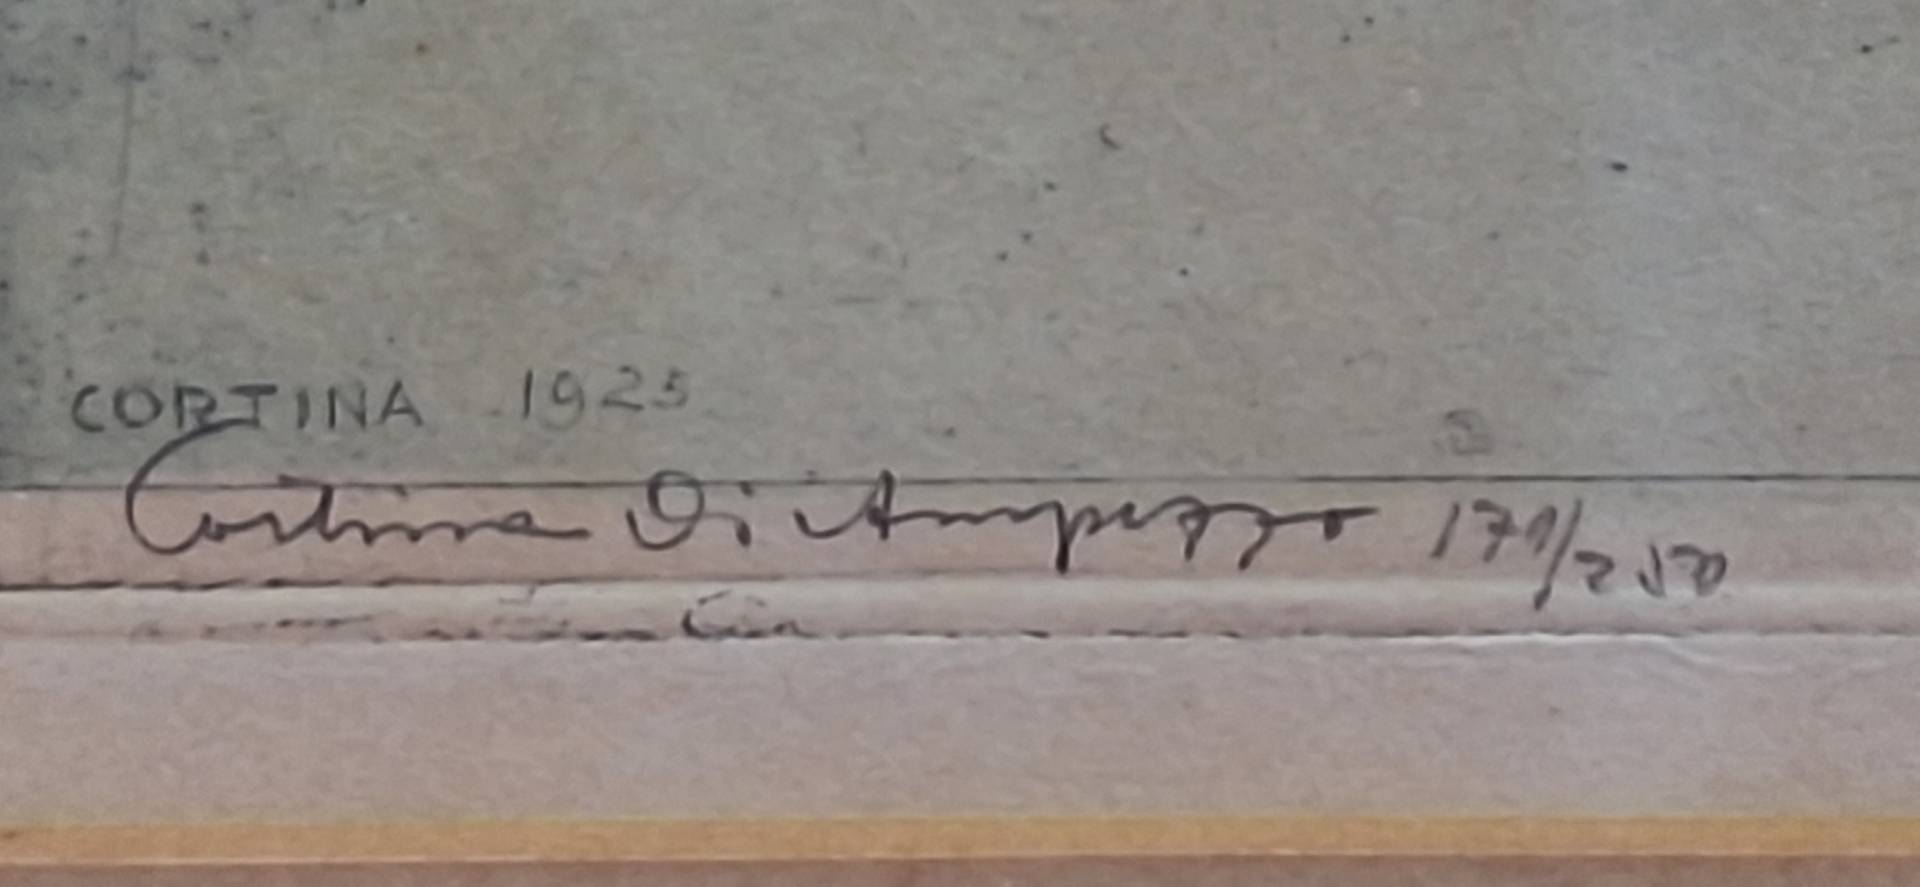 CORTINA 1925
Cortina Di Ampezzo 171/250